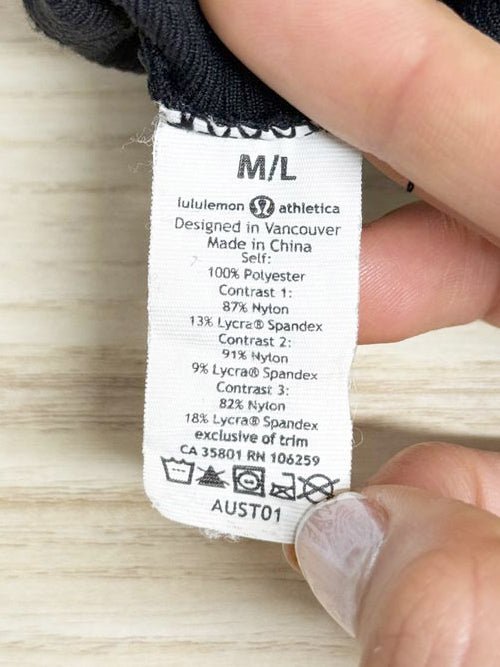 M/L
lululemon athletica
Designed in Vancouver
Made in China
Self:
100% Polyester
Contrast 1:
87% Nylon
13% Lycra® Spandex
Contrast 2:
91% Nylon
9% Lycra® Spandex
Contrast 3:
82% Nylon
18% Lycra® Spandex
exclusive of trim
CA 35801 RN 106259
AUST01